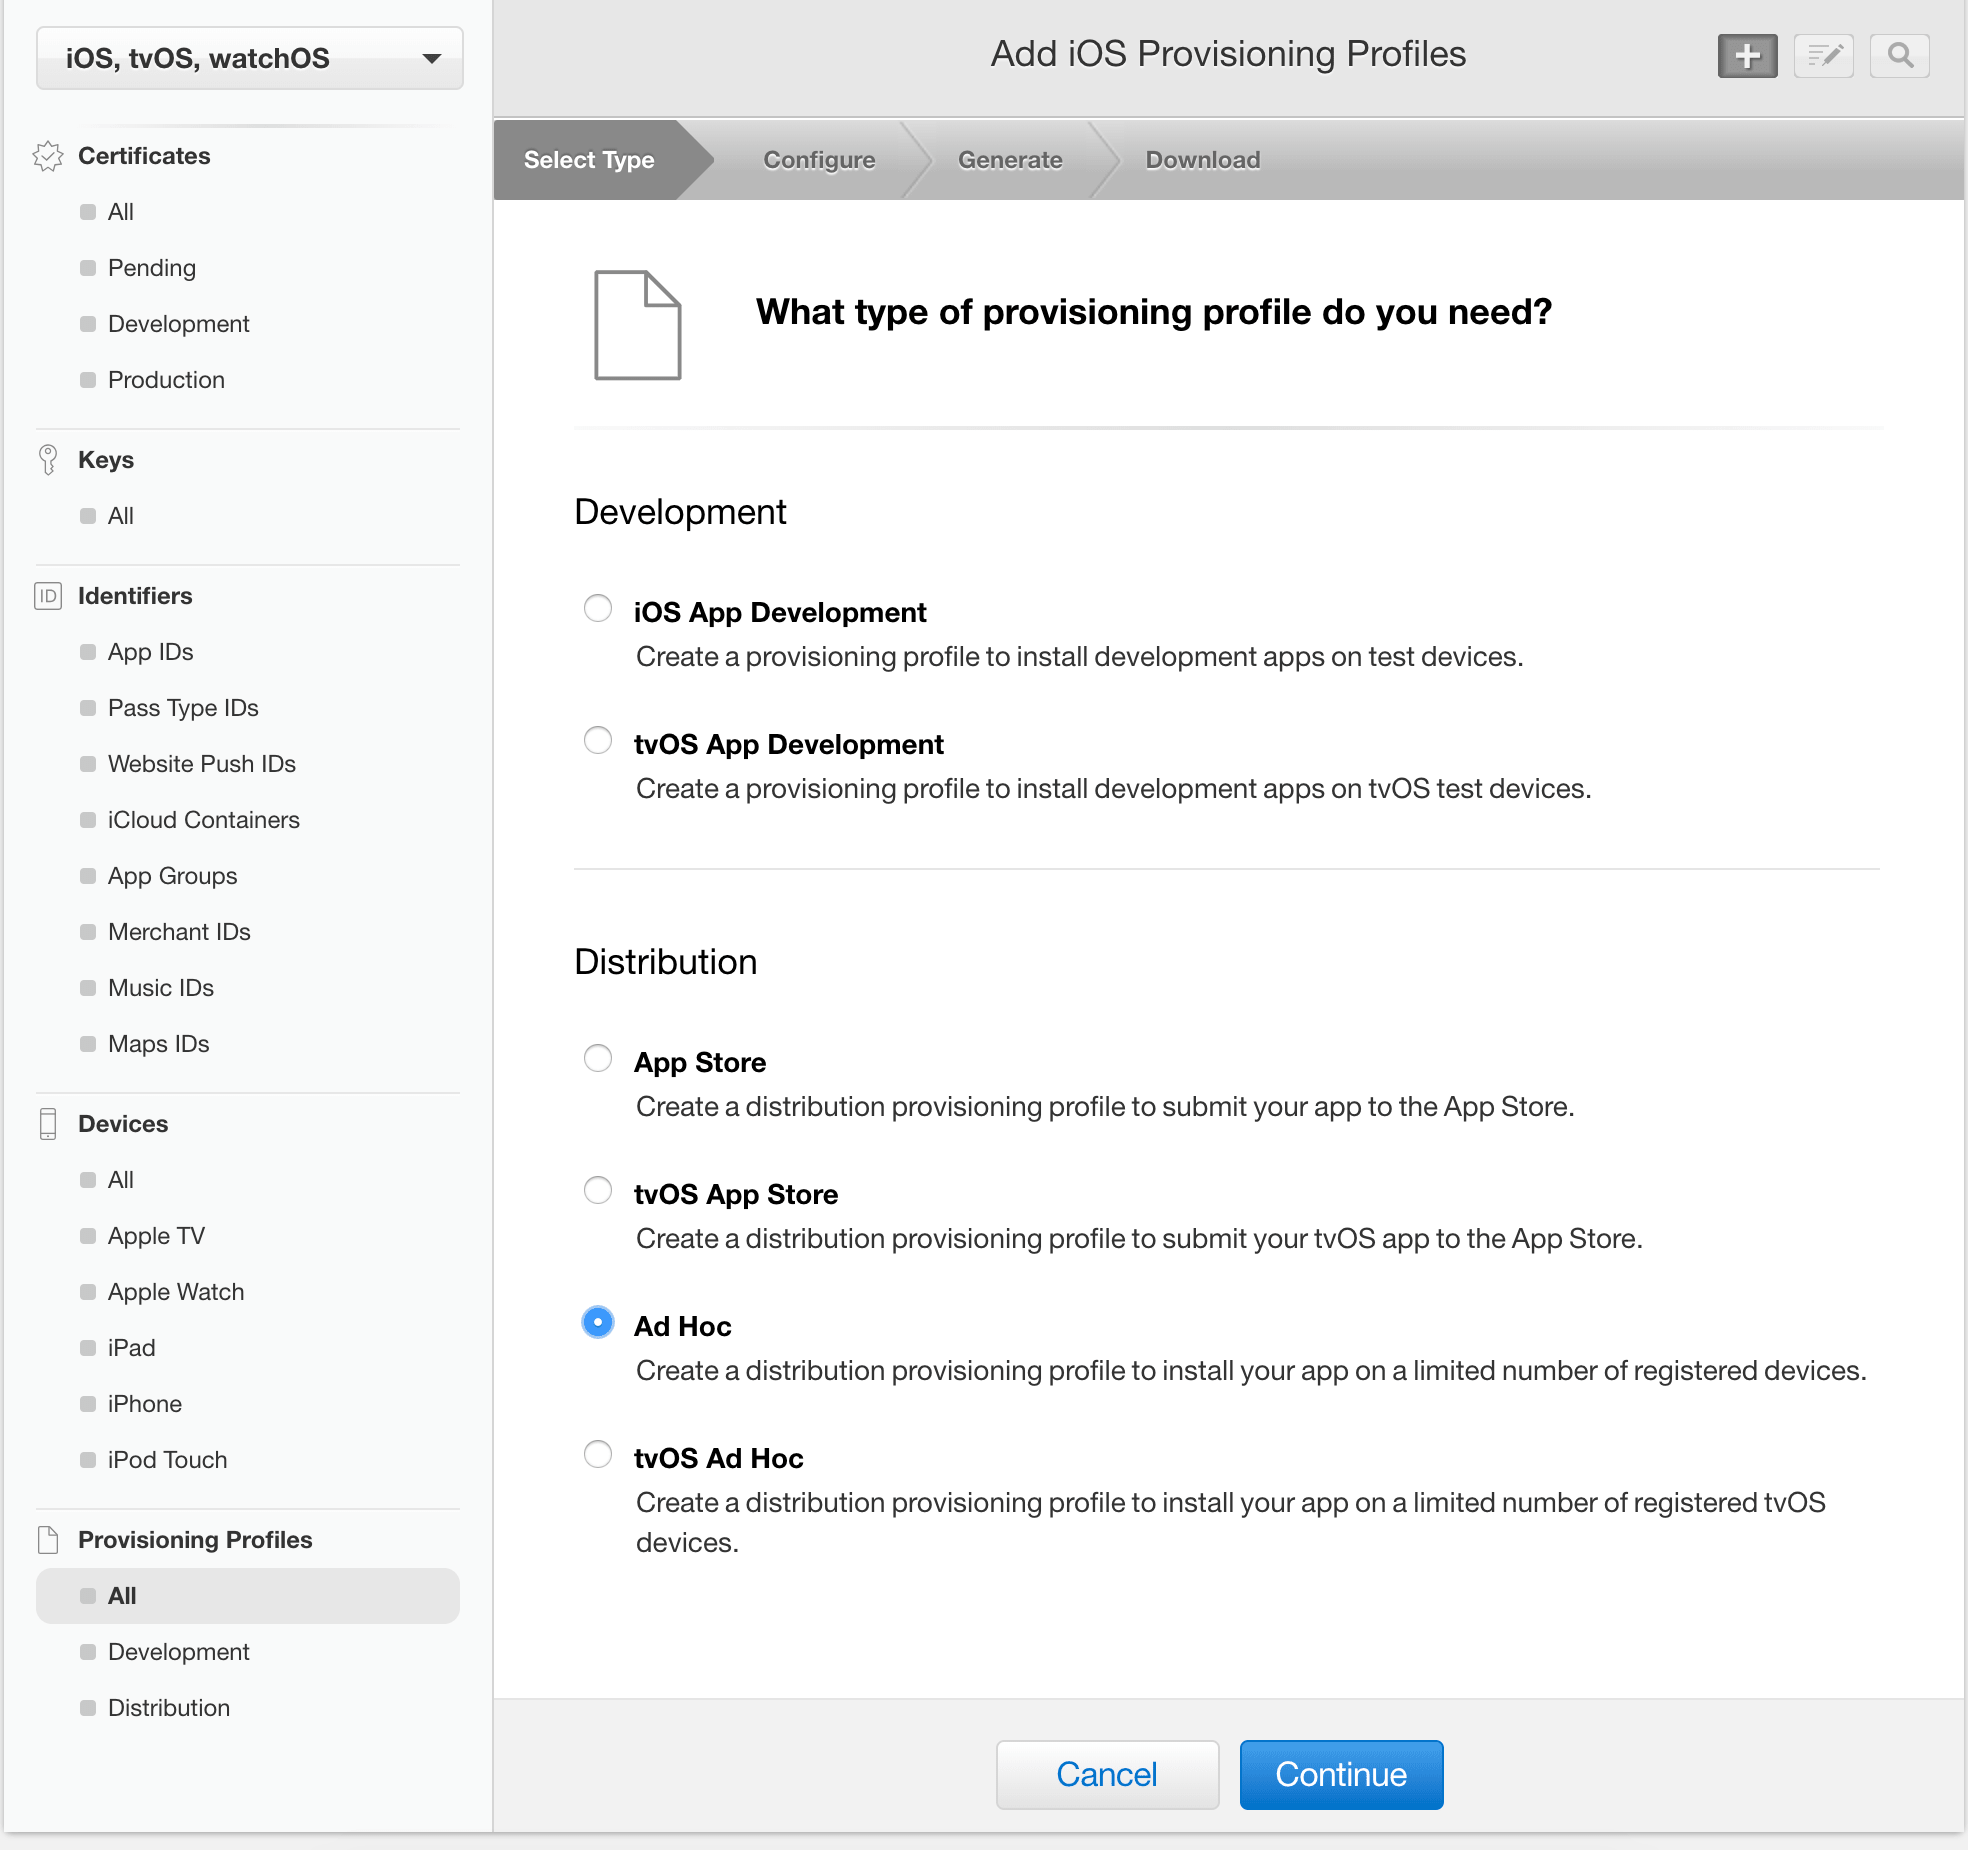 iOS, tvOS, watchOS
Certificates
All
Pending
Development
Production
Keys
All
ID
Identifiers
App IDs
Pass Type IDs
Website Push IDs
iCloud Containers
App Groups
Merchant IDs
Music IDs
Maps IDs
Devices
All
Apple TV
Apple Watch
iPad
iPhone
iPod Touch
Provisioning Profiles
All
Development
Distribution
Add iOS Provisioning Profiles
Select Type
Configure
Generate
Download
What type of provisioning profile do you need?
Development
iOS App Development
Create a provisioning profile to install development apps on test devices.
tvOS App Development
Create a provisioning profile to install development apps on tvOS test devices.
Distribution
App Store
Create a distribution provisioning profile to submit your app to the App Store.
tvOS App Store
Create a distribution provisioning profile to submit your tvOS app to the App Store.
Ad Hoc
Create a distribution provisioning profile to install your app on a limited number of registered devices.
tvOS Ad Hoc
Create a distribution provisioning profile to install your app on a limited number of registered tvOS
devices.
Cancel
Continue